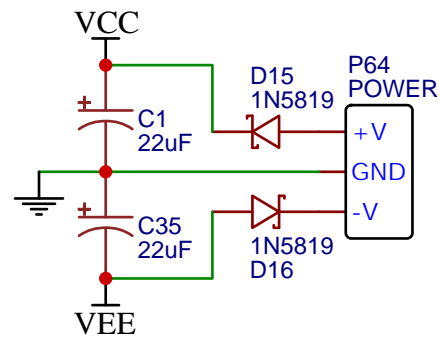 VCC
D15
1N5819
P64
POWER
+
C1
22uF
+V
GND
-V
+
C35
22uF
1N5819
D16
VEE